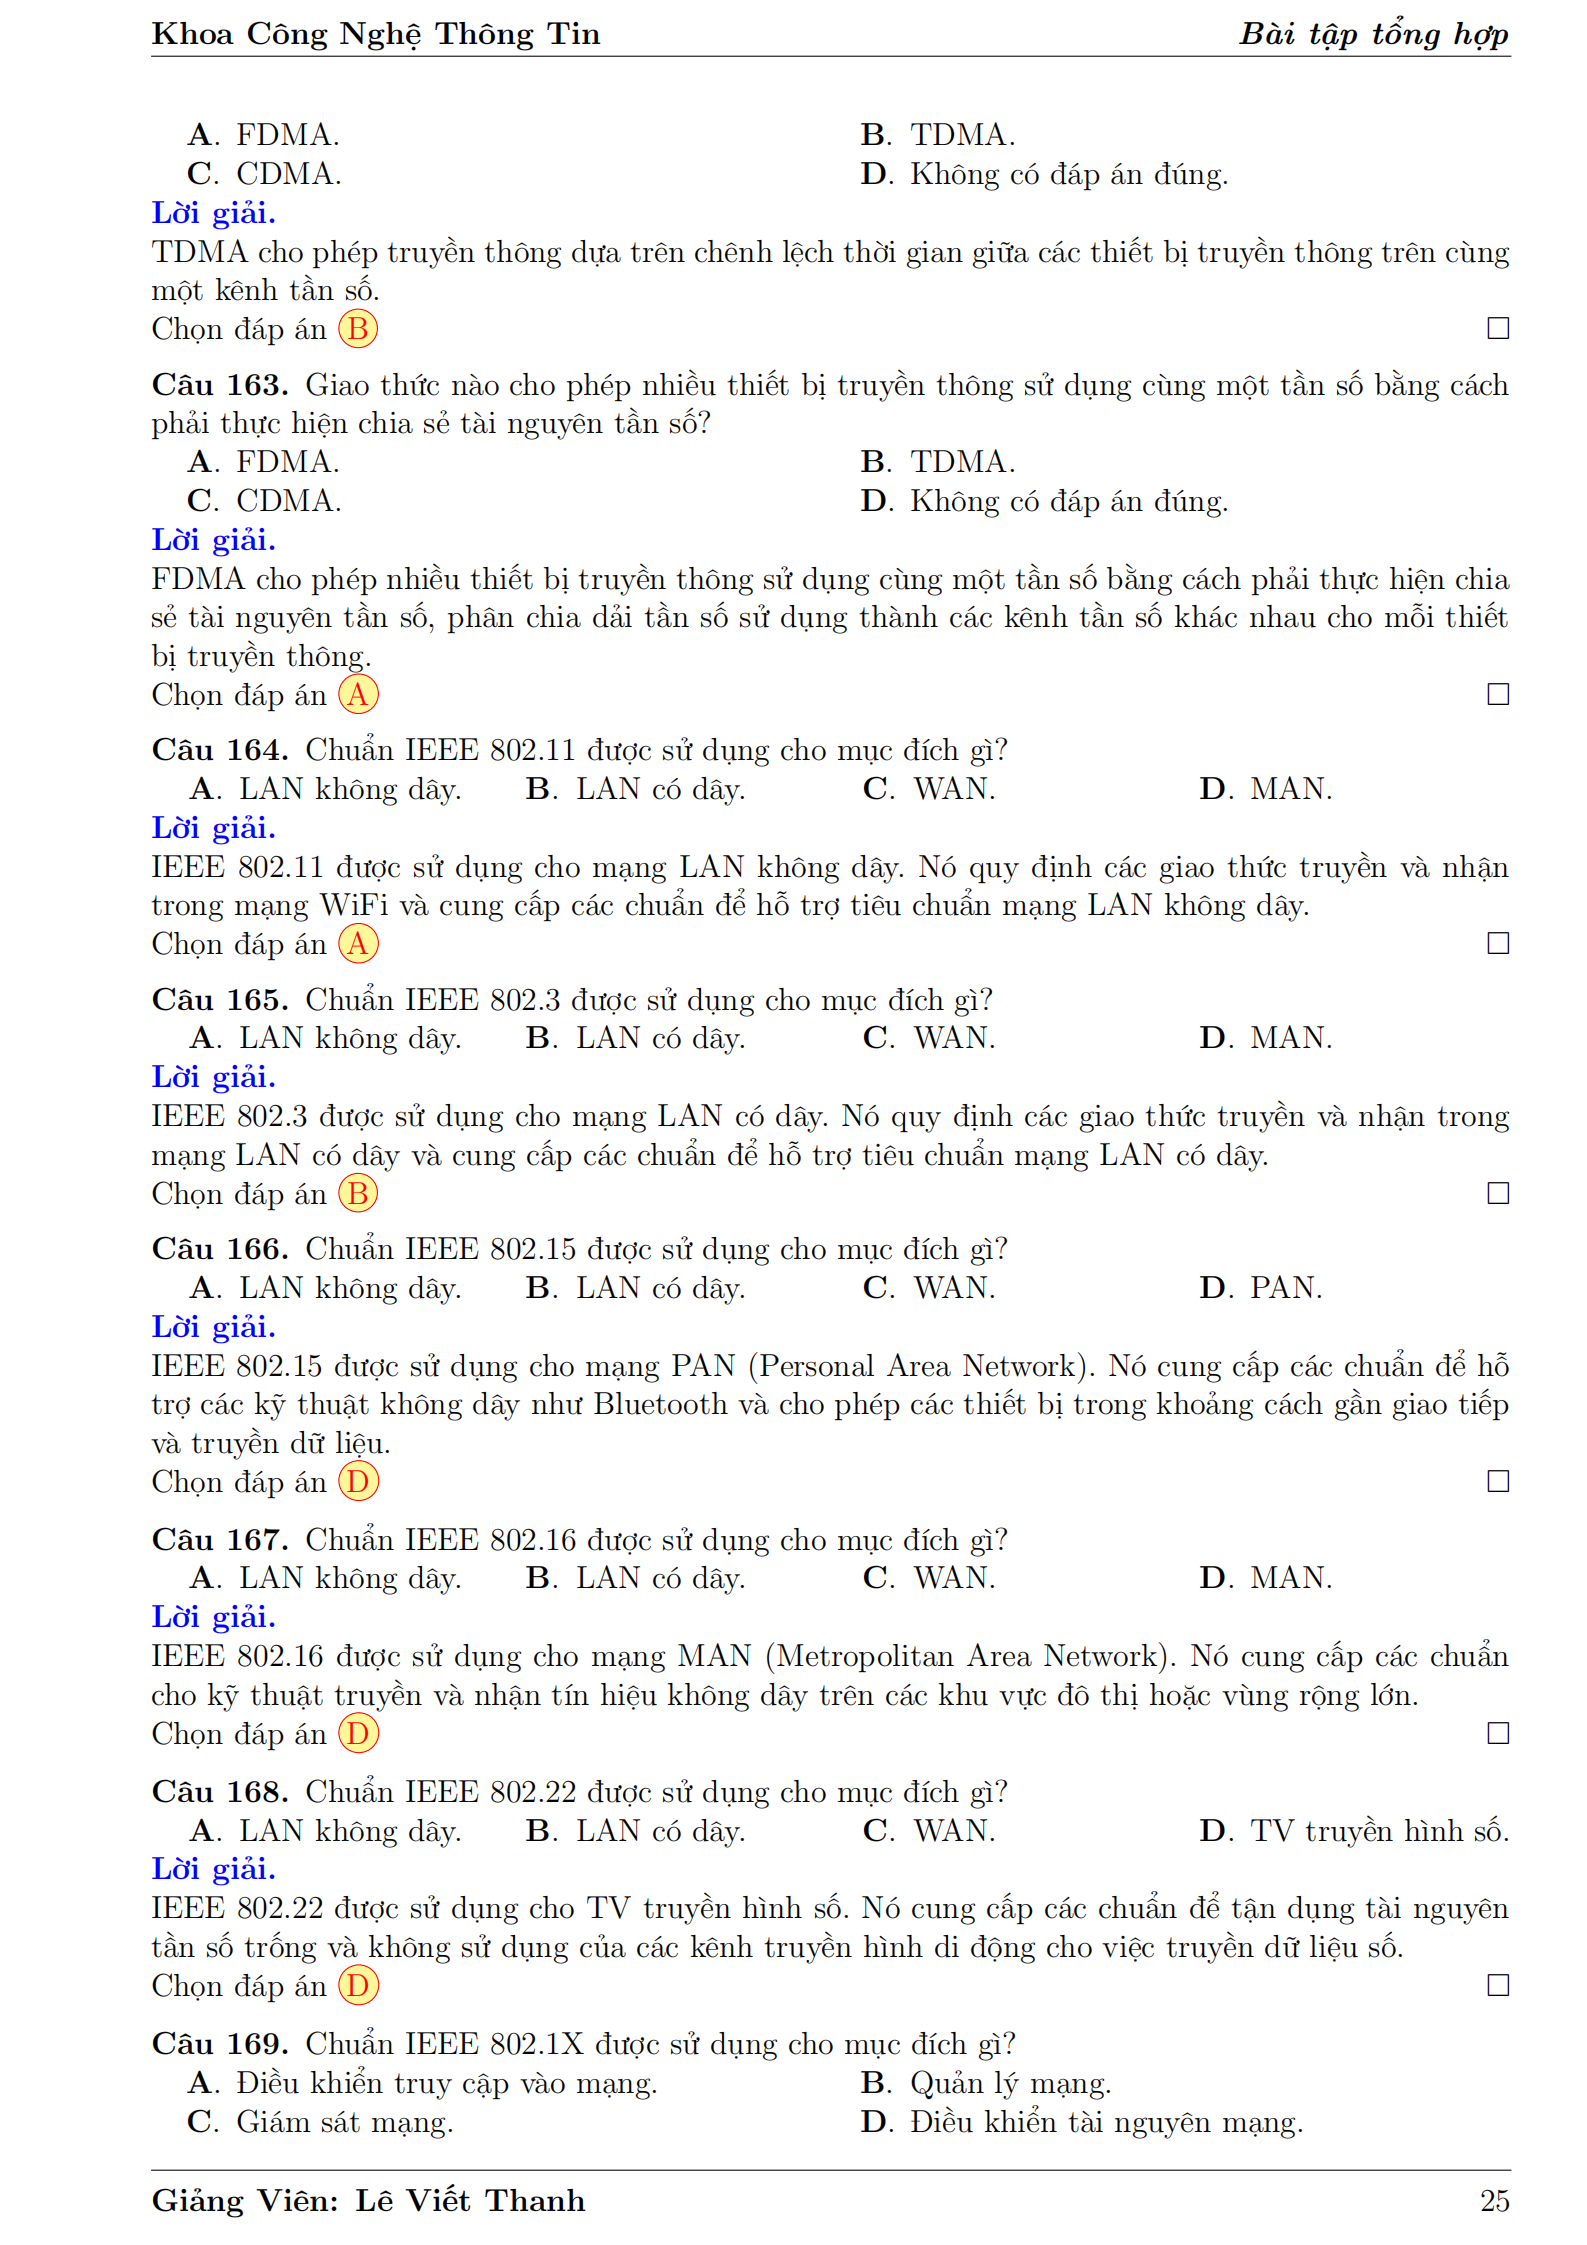 Khoa Công Nghệ Thông Tin Bài tập tổng hợp
A. FDMA. B. TDMA.
C. CDMA. D. Không có đáp án đúng.
Lời giải.
TDMA cho phép truyền thông dựa trên chênh lệch thời gian giữa các thiết bị truyền thông trên cùng
một kênh tần số.
Chọn đáp án B □
Câu 163. Giao thức nào cho phép nhiều thiết bị truyền thông sử dụng cùng một tần số bằng cách
phải thực hiện chia sẻ tài nguyên tần số?
A. FDMA. B. TDMA.
C. CDMA. D. Không có đáp án đúng.
Lời giải.
FDMA cho phép nhiều thiết bị truyền thông sử dụng cùng một tần số bằng cách phải thực hiện chia
sẻ tài nguyên tần số, phân chia dải tần số sử dụng thành các kênh tần số khác nhau cho mỗi thiết
bị truyền thông.
Chọn đáp án A □
Câu 164. Chuẩn IEEE 802.11 được sử dụng cho mục đích gì?
A. LAN không dây. B. LAN có dây. C. WAN. D. MAN.
Lời giải.
IEEE 802.11 được sử dụng cho mạng LAN không dây. Nó quy định các giao thức truyền và nhận
trong mạng WiFi và cung cấp các chuẩn để hỗ trợ tiêu chuẩn mạng LAN không dây.
Chọn đáp án A □
Câu 165. Chuẩn IEEE 802.3 được sử dụng cho mục đích gì?
A. LAN không dây. B. LAN có dây. C. WAN. D. MAN.
Lời giải.
IEEE 802.3 được sử dụng cho mạng LAN có dây. Nó quy định các giao thức truyền và nhận trong
mạng LAN có dây và cung cấp các chuẩn để hỗ trợ tiêu chuẩn mạng LAN có dây.
Chọn đáp án B □
Câu 166. Chuẩn IEEE 802.15 được sử dụng cho mục đích gì?
A. LAN không dây. B. LAN có dây. C. WAN. D. PAN.
Lời giải.
IEEE 802.15 được sử dụng cho mạng PAN (Personal Area Network). Nó cung cấp các chuẩn để hỗ
trợ các kỹ thuật không dây như Bluetooth và cho phép các thiết bị trong khoảng cách gần giao tiếp
và truyền dữ liệu.
Chọn đáp án D □
Câu 167. Chuẩn IEEE 802.16 được sử dụng cho mục đích gì?
A. LAN không dây. B. LAN có dây. C. WAN. D. MAN.
Lời giải.
IEEE 802.16 được sử dụng cho mạng MAN (Metropolitan Area Network). Nó cung cấp các chuẩn
cho kỹ thuật truyền và nhận tín hiệu không dây trên các khu vực đô thị hoặc vùng rộng lớn.
Chọn đáp án D □
Câu 168. Chuẩn IEEE 802.22 được sử dụng cho mục đích gì?
A. LAN không dây. B. LAN có dây. C. WAN. D. TV truyền hình số.
Lời giải.
IEEE 802.22 được sử dụng cho TV truyền hình số. Nó cung cấp các chuẩn để tận dụng tài nguyên
tần số trống và không sử dụng của các kênh truyền hình di động cho việc truyền dữ liệu số.
Chọn đáp án D □
Câu 169. Chuẩn IEEE 802.1X được sử dụng cho mục đích gì?
A. Điều khiển truy cập vào mạng. B. Quản lý mạng.
C. Giám sát mạng. D. Điều khiển tài nguyên mạng.
Giảng Viên: Lê Viết Thanh 25